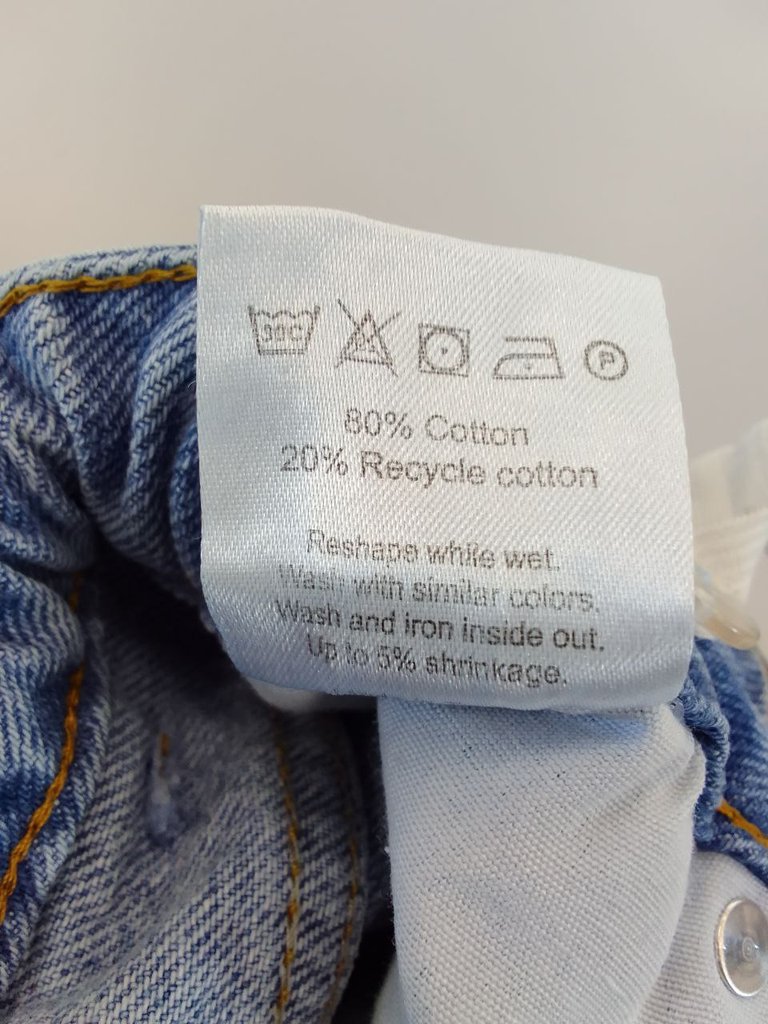 30C
P
80% Cotton
20% Recycle cotton
Reshape while wet.
Wash with similar colors.
Wash and iron inside out.
Up to 5% shrinkage.